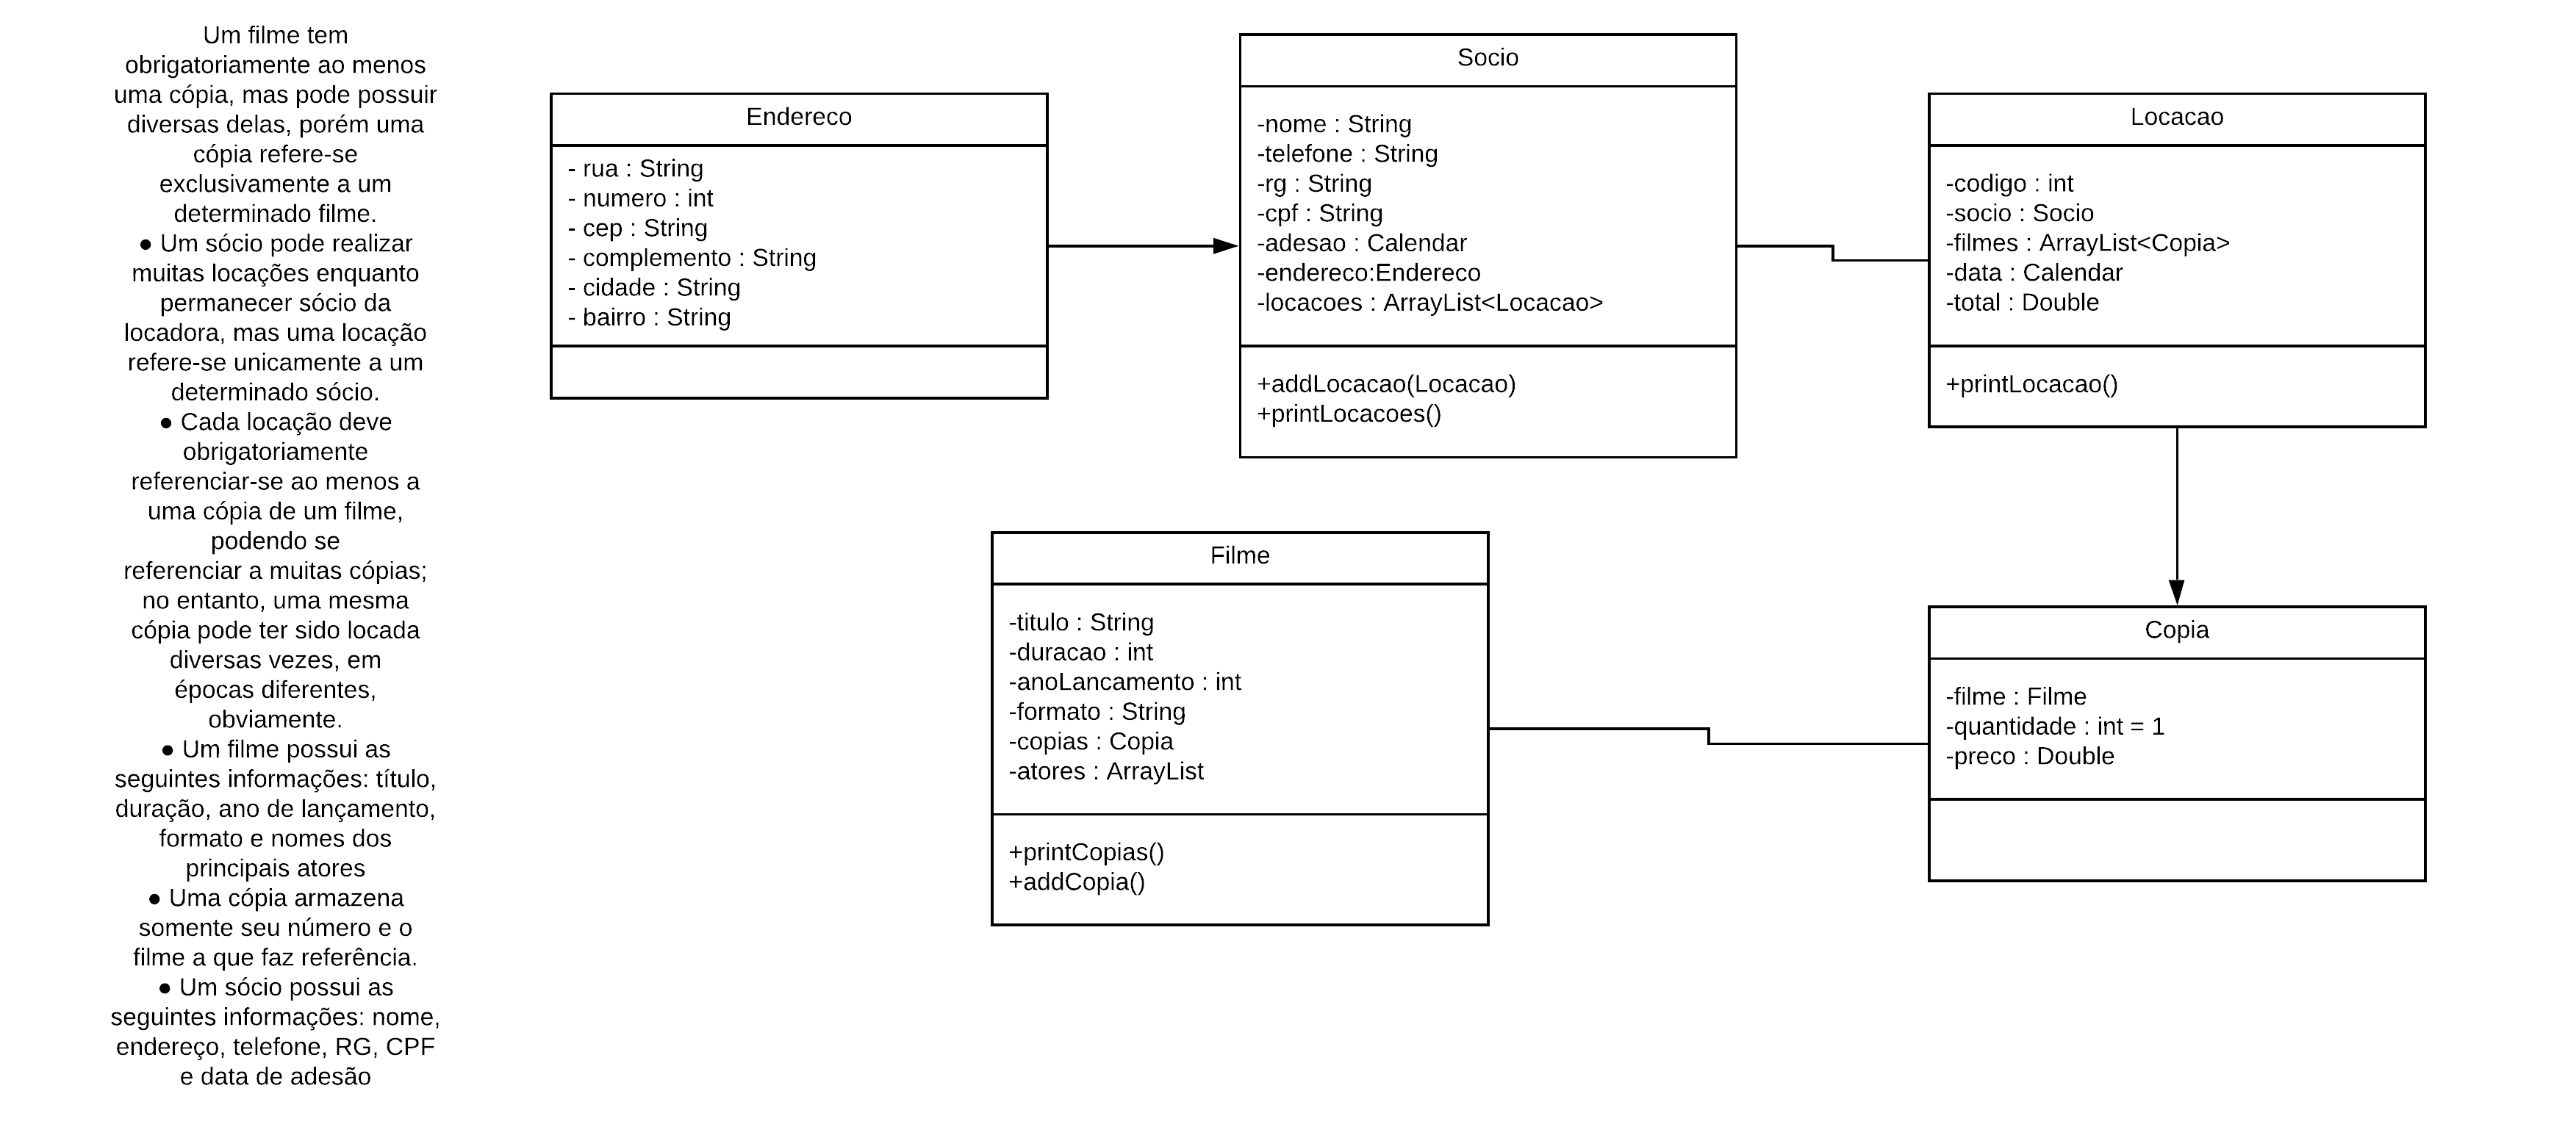 Um filme tem
obrigatoriamente ao menos
uma cópia, mas pode possuir
diversas delas, porém uma
cópia refere-se
exclusivamente a um
determinado filme.
● Um sócio pode realizar
muitas locações enquanto
permanecer sócio da
locadora, mas uma locação
refere-se unicamente a um
determinado sócio.
● Cada locação deve
obrigatoriamente
referenciar-se ao menos a
uma cópia de um filme,
podendo se
referenciar a muitas cópias;
no entanto, uma mesma
cópia pode ter sido locada
diversas vezes, em
épocas diferentes,
obviamente.
● Um filme possui as
seguintes informações: título,
duração, ano de lançamento,
formato e nomes dos
principais atores
● Uma cópia armazena
somente seu número e o
filme a que faz referência.
● Um sócio possui as
seguintes informações: nome,
endereço, telefone, RG, CPF
e data de adesão
Endereco
- rua : String
- numero : int
- cep : String
- complemento : String
- cidade : String
- bairro : String
Socio
-nome : String
-telefone : String
-rg : String
-cpf : String
-adesao : Calendar
-endereco:Endereco
-locacoes : ArrayList<Locacao>
+addLocacao(Locacao)
+printLocacoes()
Locacao
-codigo : int
-socio : Socio
-filmes : ArrayList<Copia>
-data : Calendar
-total : Double
+printLocacao()
Filme
-titulo : String
-duracao : int
-anoLancamento : int
-formato : String
-copias : Copia
-atores : ArrayList
+printCopias()
+addCopia()
Copia
-filme : Filme
-quantidade : int = 1
-preco : Double